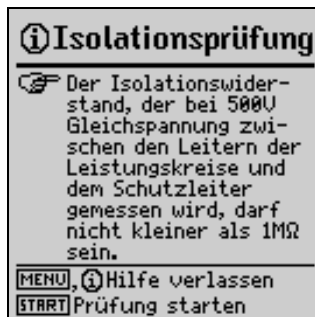 ⓘIsolationsprüfung
☞ Der Isolationswider-
stand, der bei 500V
Gleichspannung zwi-
schen den Leitern der
Leistungskreise und
dem Schutzleiter
gemessen wird, darf
nicht kleiner als 1MΩ
sein.
MENU,ⓘHilfe verlassen
START Prüfung starten